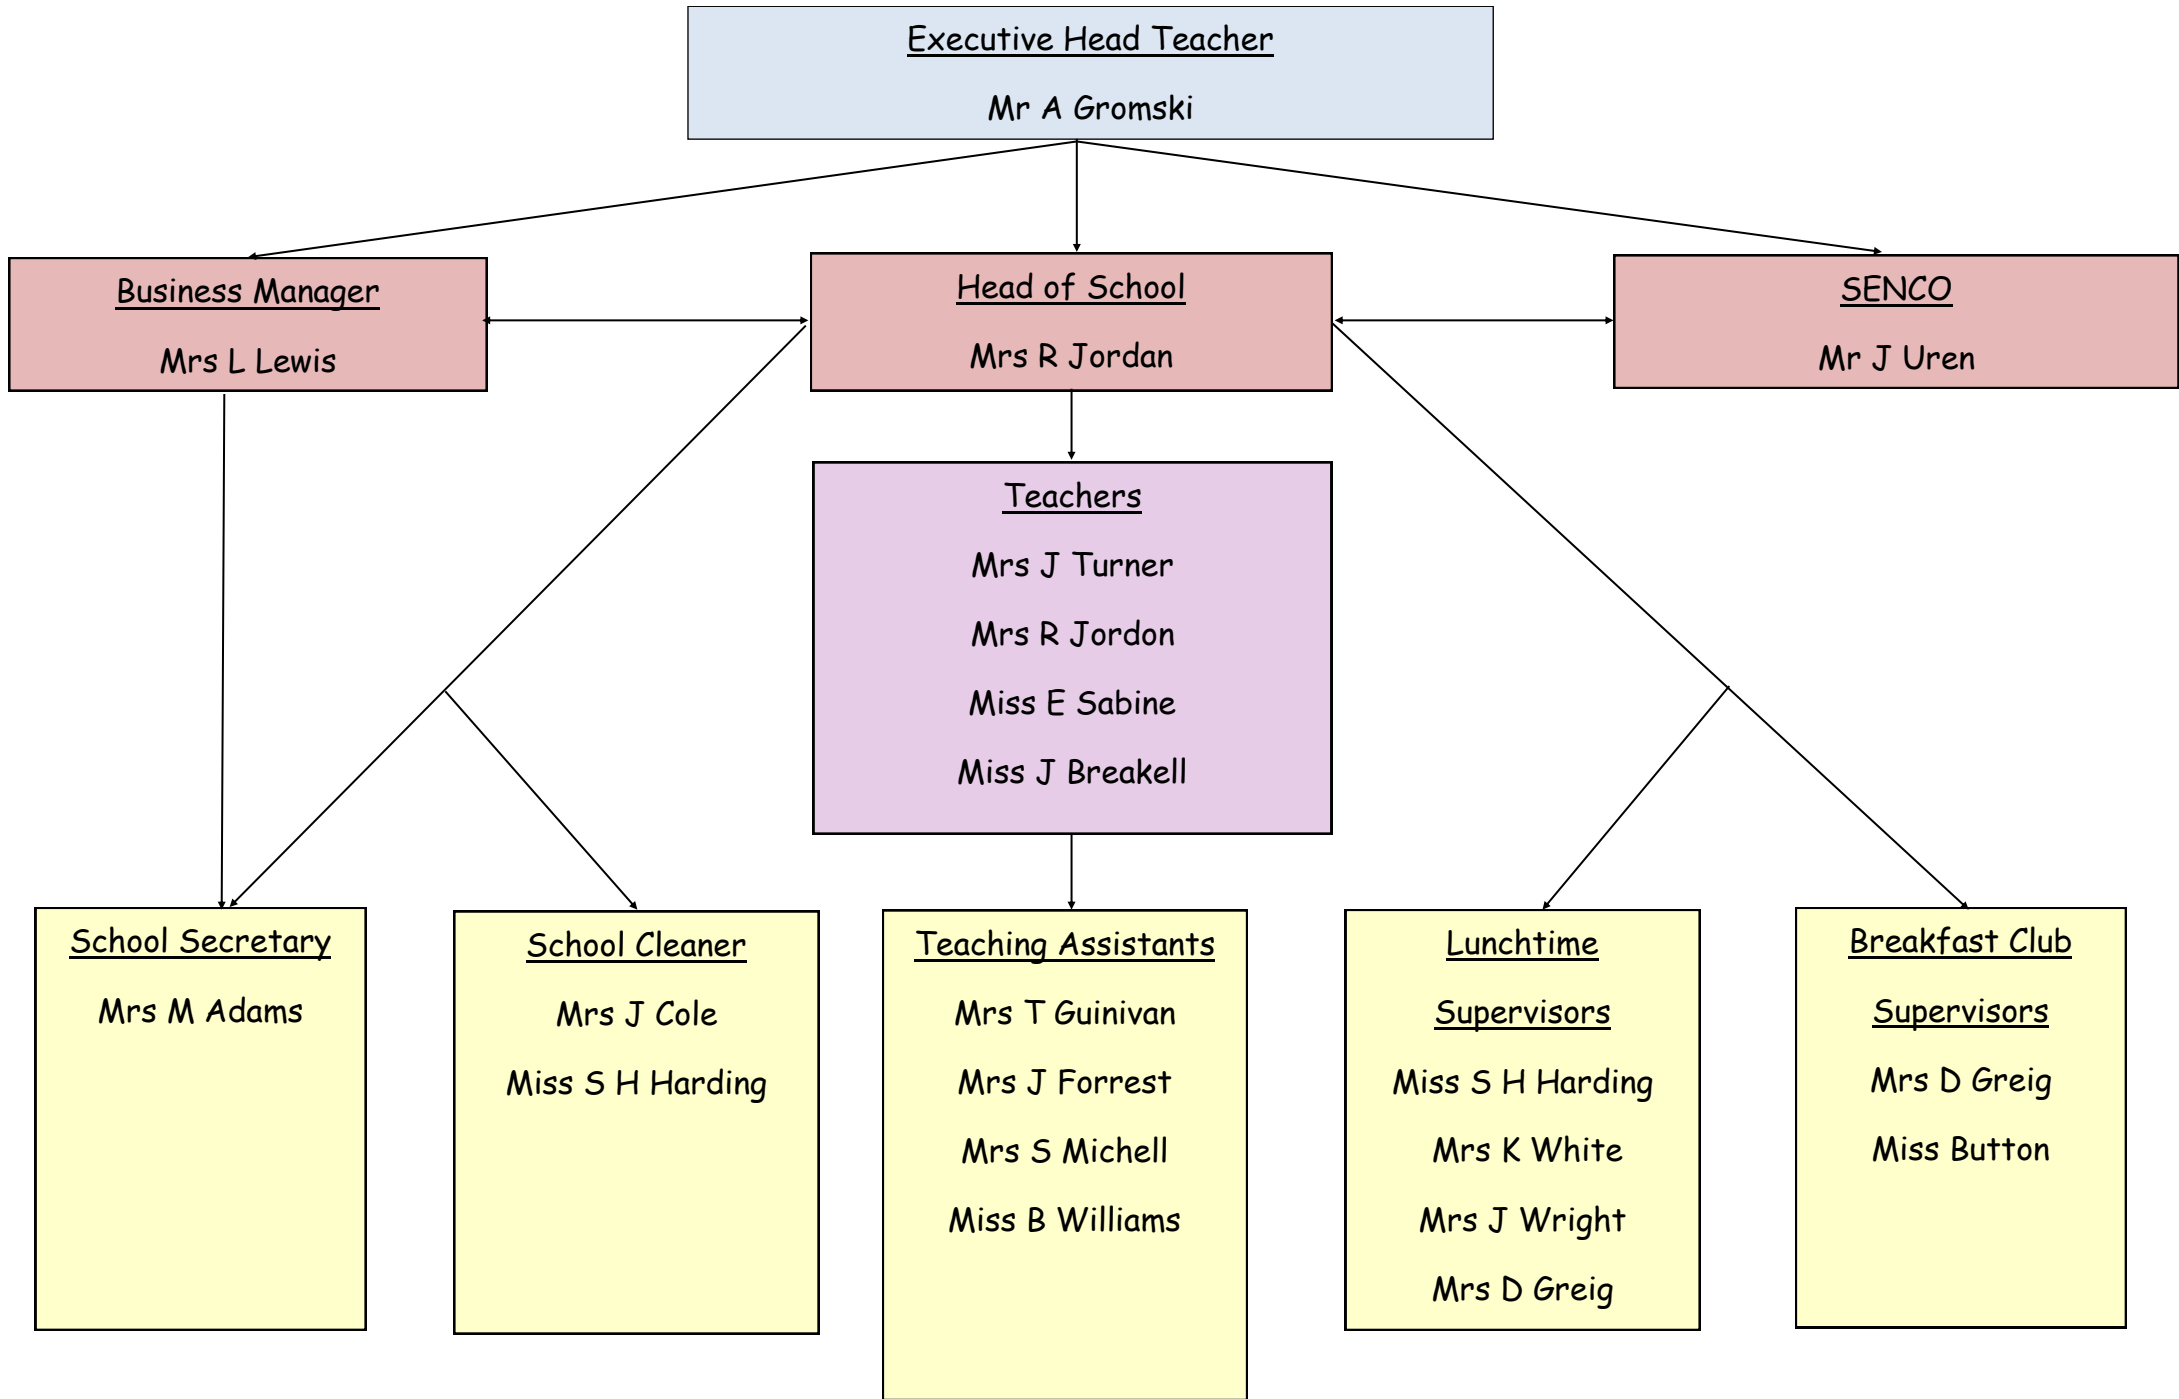 Executive Head Teacher
Mr A Gromski
Business Manager
Mrs L Lewis
Head of School
Mrs R Jordan
SENCO
Mr J Uren
Teachers
Mrs J Turner
Mrs R Jordon
Miss E Sabine
Miss J Breakell
School Secretary
Mrs M Adams
School Cleaner
Mrs J Cole
Miss S H Harding
Teaching Assistants
Mrs T Guinivan
Mrs J Forrest
Mrs S Michell
Miss B Williams
Lunchtime
Supervisors
Miss S H Harding
Mrs K White
Mrs J Wright
Mrs D Greig
Breakfast Club
Supervisors
Mrs D Greig
Miss Button